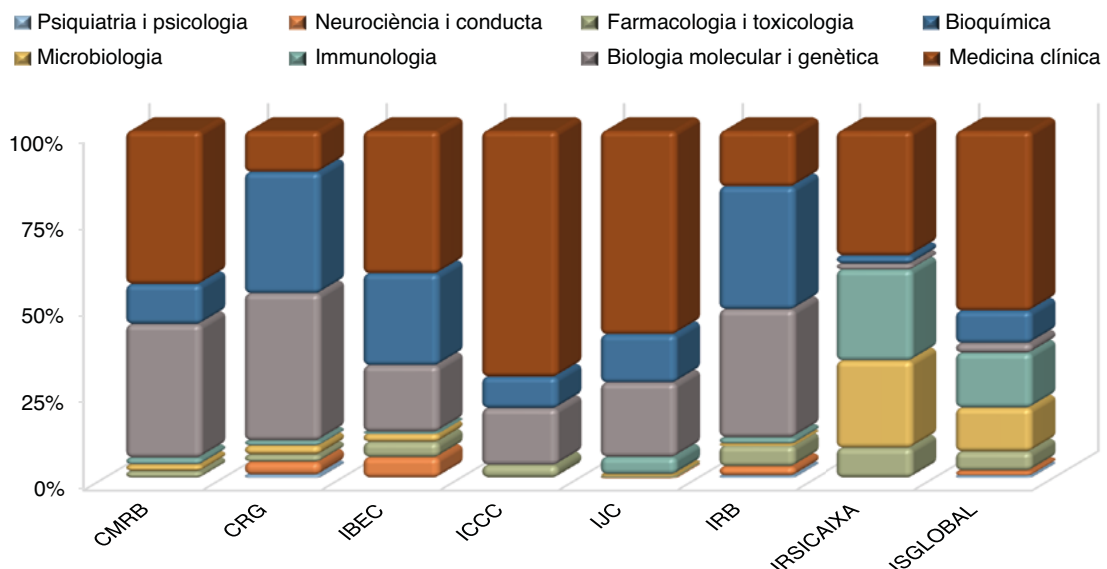 Psiquiatria i psicologia Neurociència i conducta Farmacologia i toxicologia Bioquímica
Microbiologia Immunologia Biologia molecular i genètica Medicina clínica
100%
75%
50%
25%
0%
CMRB CRG IBEC ICCC IJC IRB IRSICAIXA ISGLOBAL